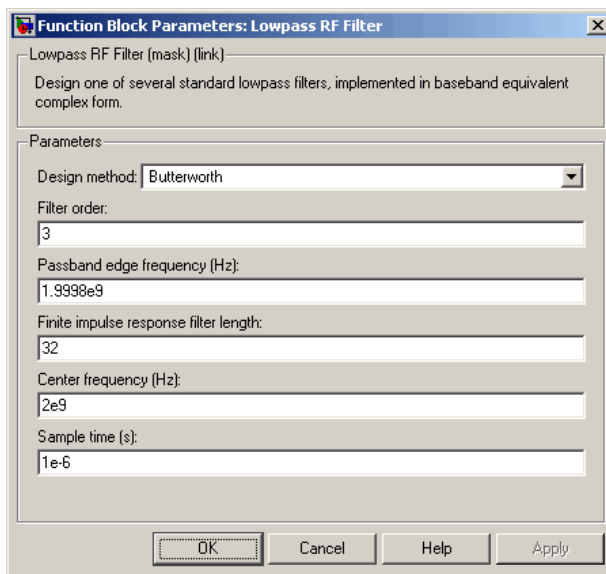 Function Block Parameters: Lowpass RF Filter
Lowpass RF Filter (mask) (link)
Design one of several standard lowpass filters, implemented in baseband equivalent
complex form.
Parameters
Design method: Butterworth
Filter order:
3
Passband edge frequency (Hz):
1.9998e9
Finite impulse response filter length:
32
Center frequency (Hz):
2e9
Sample time (s):
1e-6
OK Cancel Help Apply